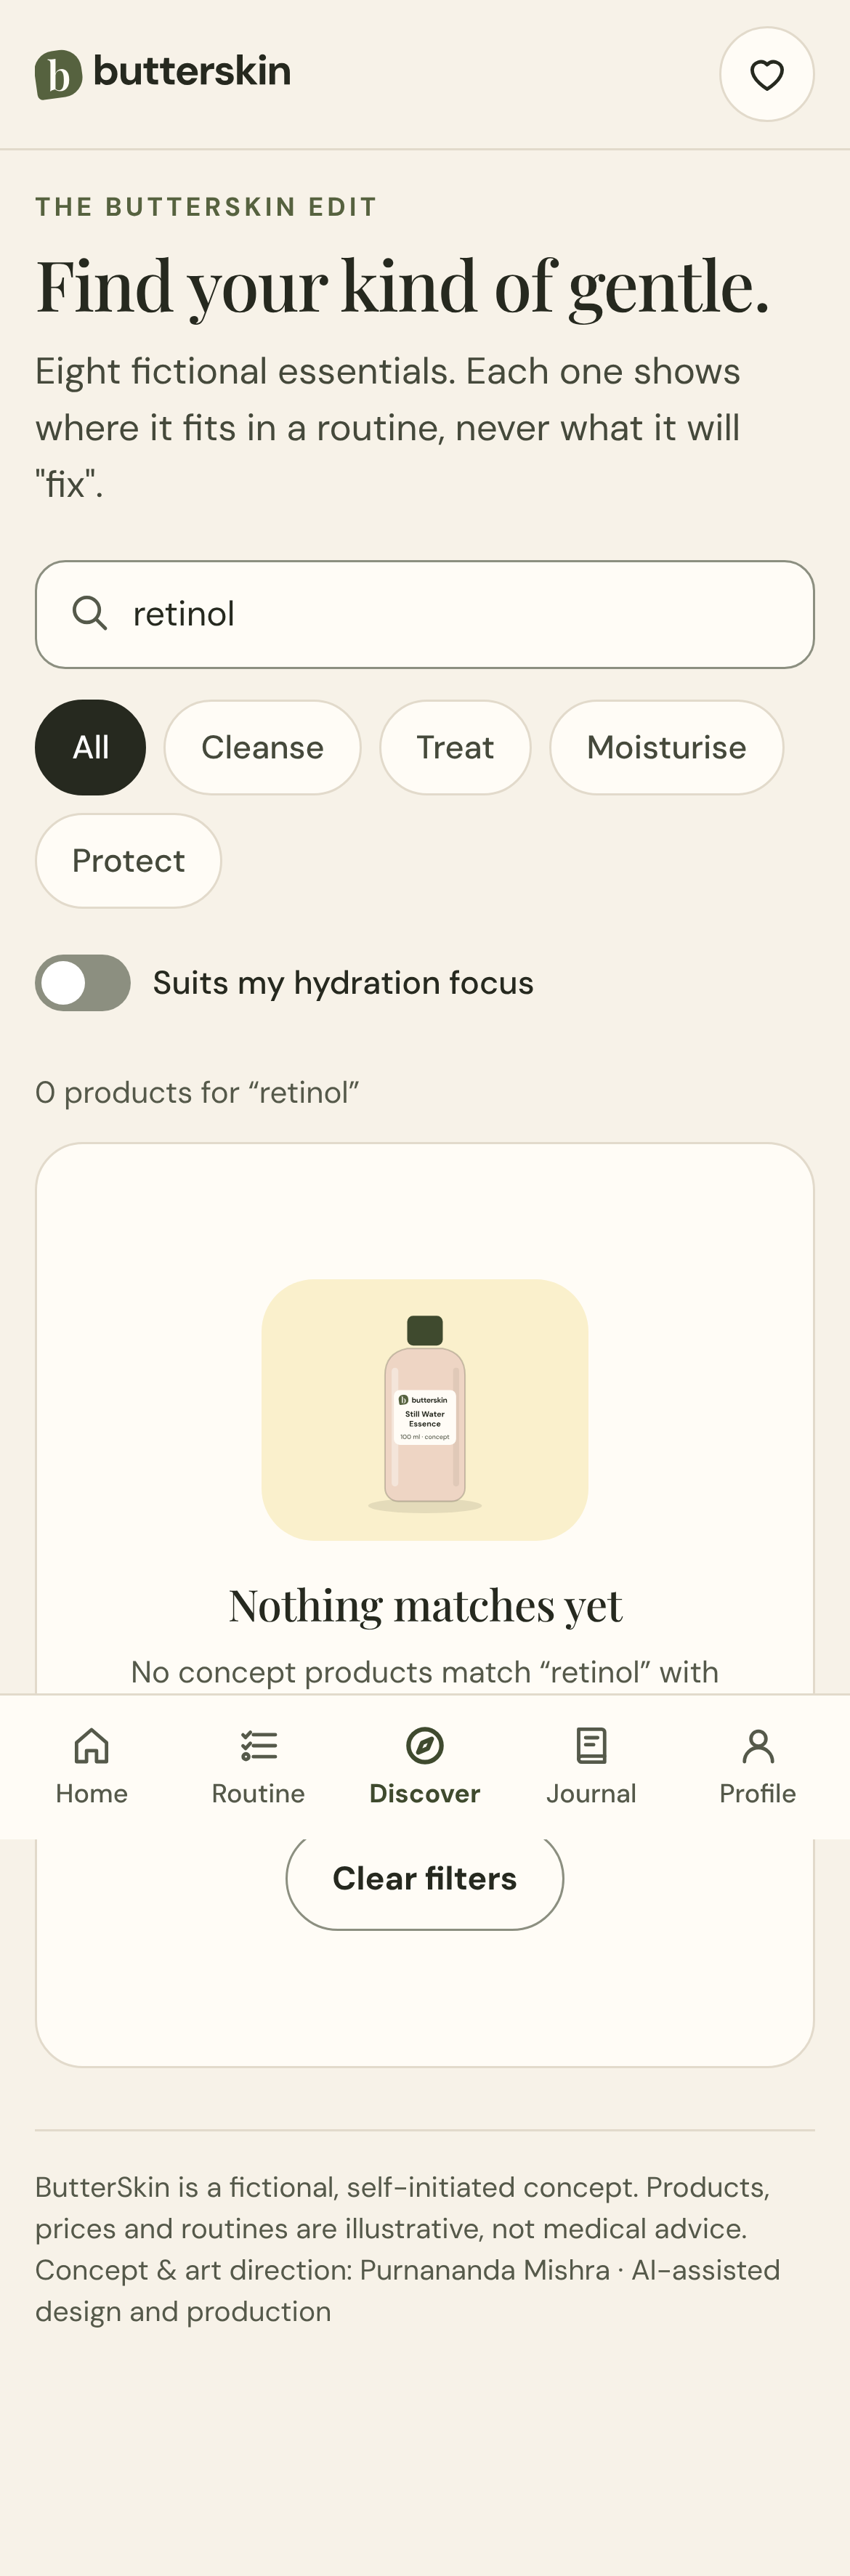 b butterskin
THE BUTTERSKIN EDIT
Find your kind of gentle.
Eight fictional essentials. Each one shows
where it fits in a routine, never what it will
"fix".
retinol
All Cleanse Treat Moisturise
Protect
Suits my hydration focus
0 products for “retinol”
b butterskin
Still Water
Essence
100 ml · concept
Nothing matches yet
No concept products match “retinol” with
Home Routine Discover Journal Profile
Clear filters
ButterSkin is a fictional, self-initiated concept. Products,
prices and routines are illustrative, not medical advice.
Concept & art direction: Purnananda Mishra · AI-assisted
design and production